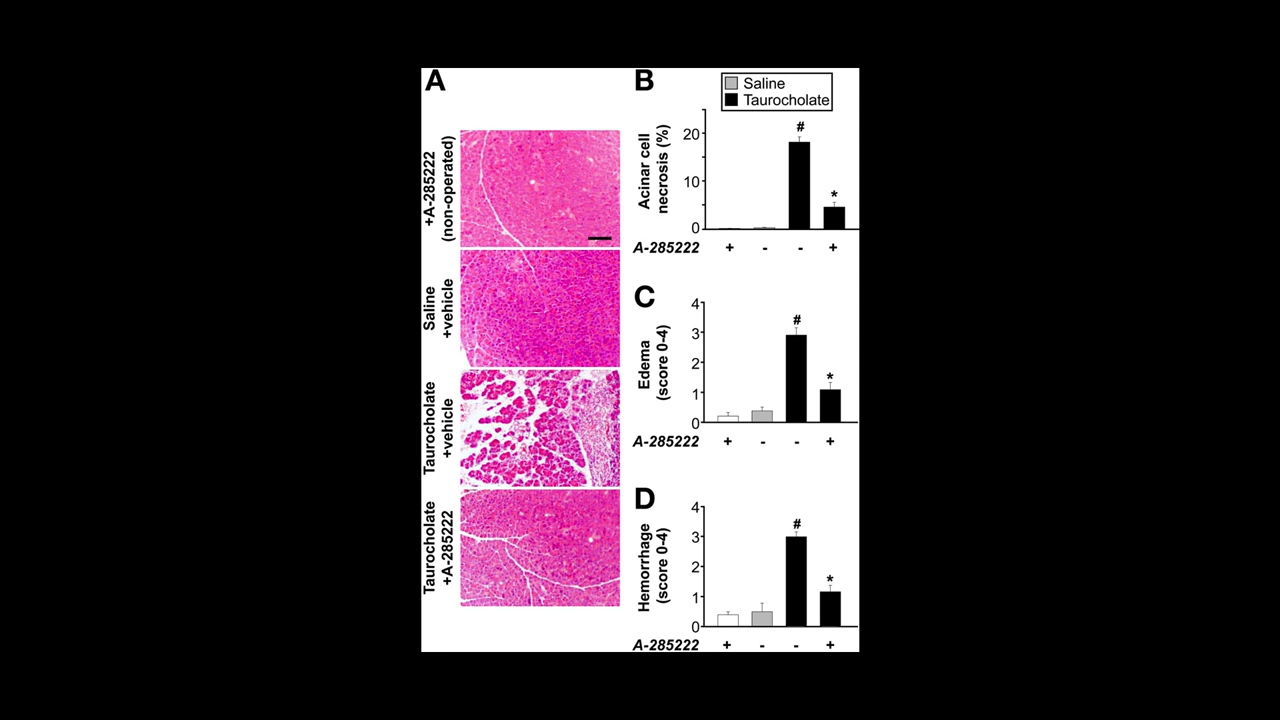 A
+A-285222
(non-operated)
Saline
+vehicle
Taurocholate
+vehicle
Taurocholate
+A-285222
B
Saline
Taurocholate
Acinar cell
necrosis (%)
20
10
0
#
*
A-285222 + - - +
C
Edema
(score 0-4)
4
3
2
1
0
#
*
A-285222 + - - +
D
Hemorrhage
(score 0-4)
4
3
2
1
0
#
*
A-285222 + - - +